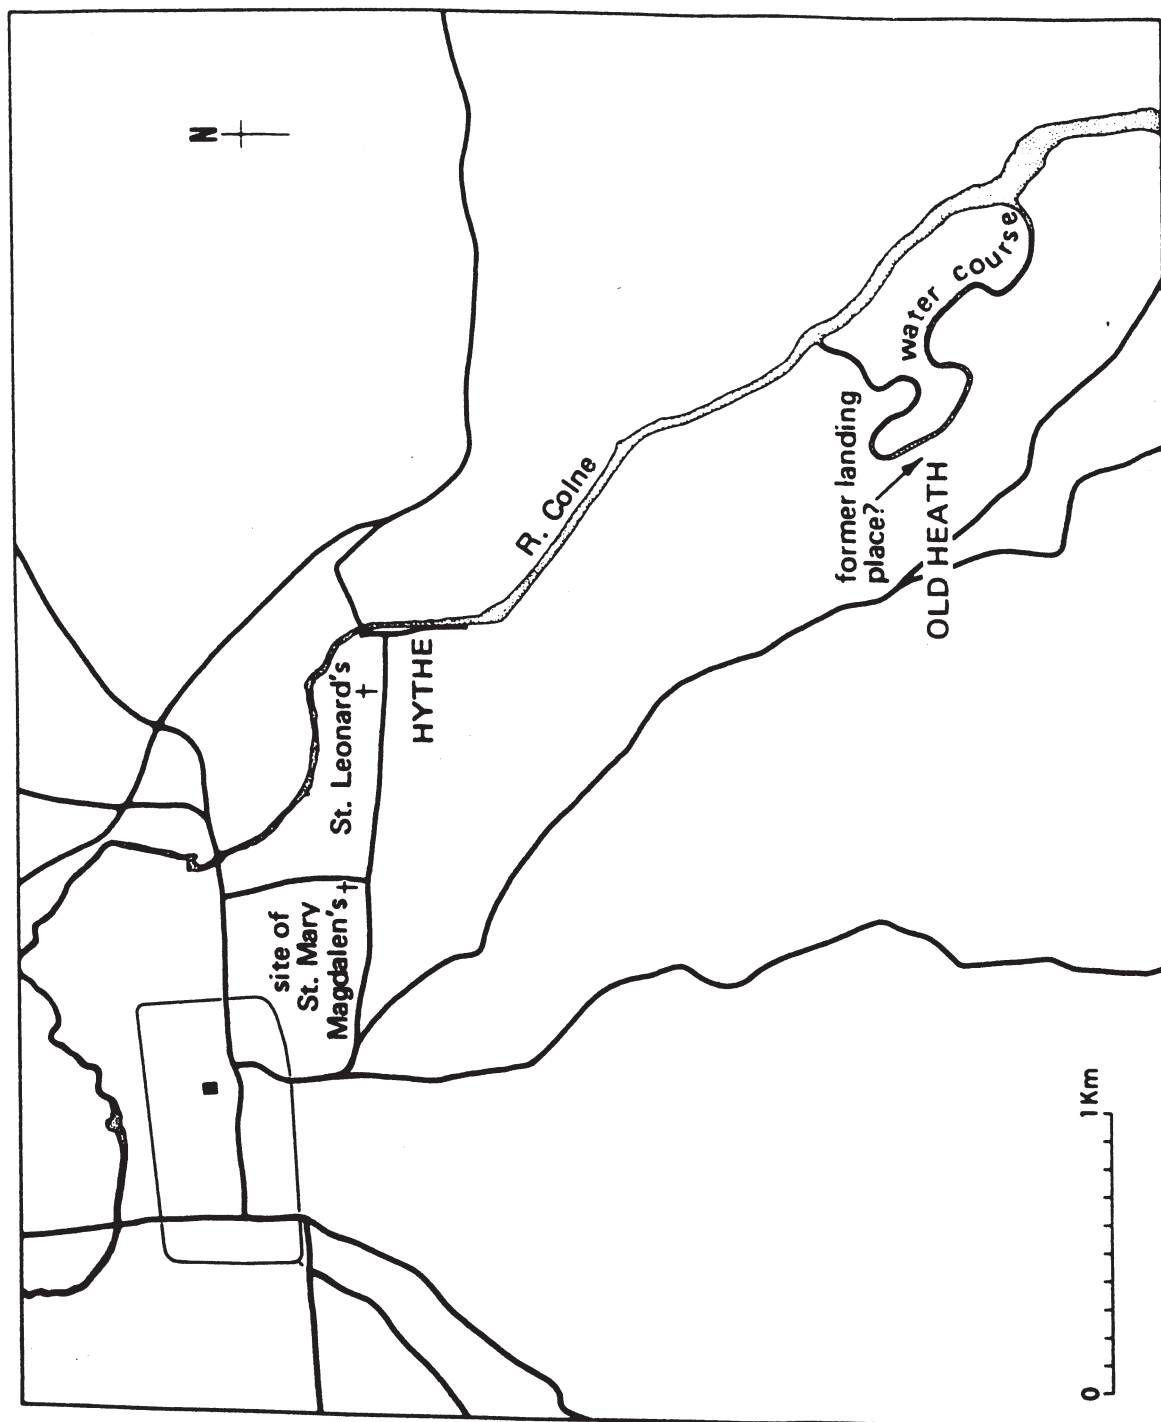 N
R. Colne
water course
former landing
place?
OLD HEATH
St. Leonard's
HYTHE
site of
St. Mary
Magdalen's
0
1Km